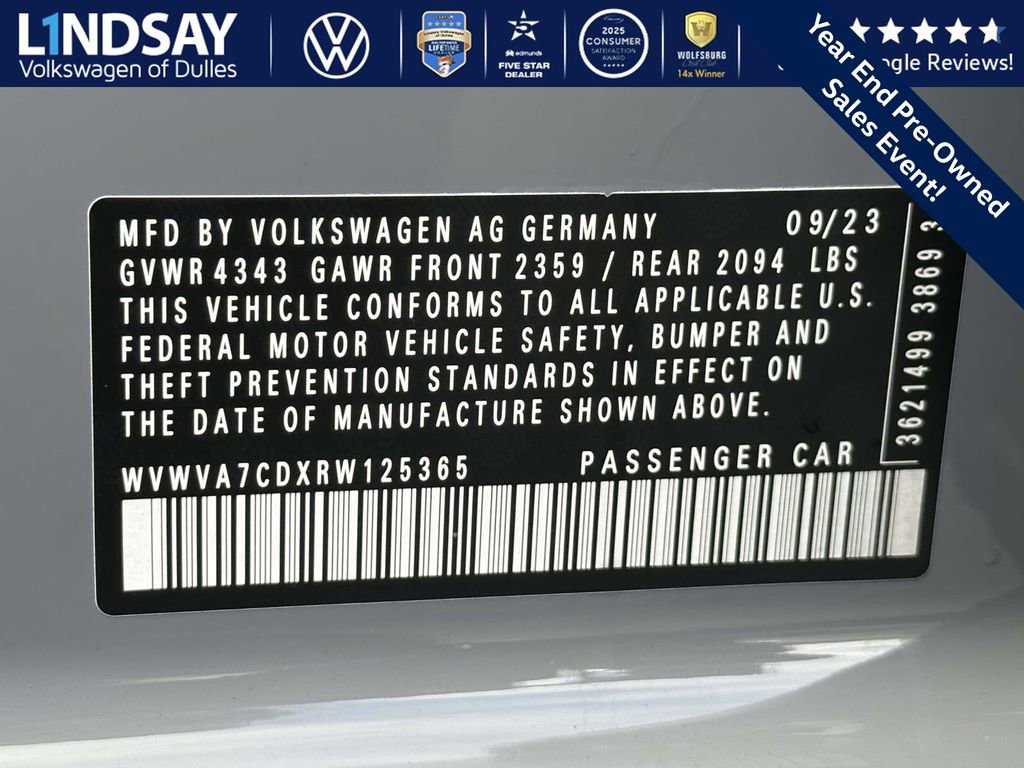 LINDSAY
Volkswagen of Dulles
LIFETIME
edmunds
FIVE STAR
DEALER
2025
CONSUMER
SATISFACTION
AWARD
WOLFSBURG
14x Winner
Google Reviews!
Year End Pre-Owned
Sales Event!
MFD BY VOLKSWAGEN AG GERMANY 09/23
GVWR 4343 GAWR FRONT 2359 / REAR 2094 LBS
THIS VEHICLE CONFORMS TO ALL APPLICABLE U.S.
FEDERAL MOTOR VEHICLE SAFETY, BUMPER AND
THEFT PREVENTION STANDARDS IN EFFECT ON
THE DATE OF MANUFACTURE SHOWN ABOVE.
WVWVA7CDXRW125365 PASSENGER CAR
3621499 3869 3